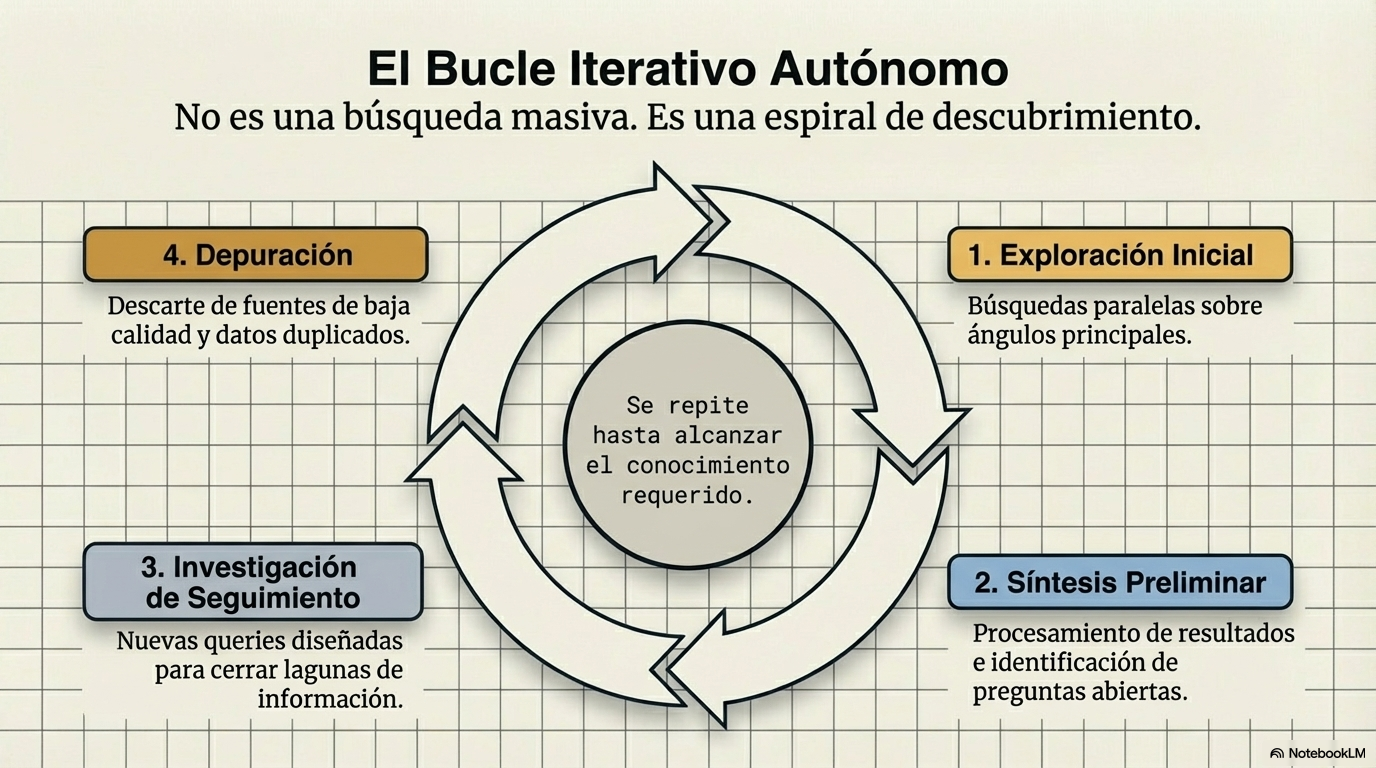 El Bucle Iterativo Autónomo
No es una búsqueda masiva. Es una espiral de descubrimiento.
1. Exploración Inicial
Búsquedas paralelas sobre
ángulos principales.
2. Síntesis Preliminar
Procesamiento de resultados
e identificación de
preguntas abiertas.
3. Investigación
de Seguimiento
Nuevas queries diseñadas
para cerrar lagunas de
información.
4. Depuración
Descarte de fuentes de baja
calidad y datos duplicados.
Se repite
hasta alcanzar
el conocimiento
requerido.
NotebookLM